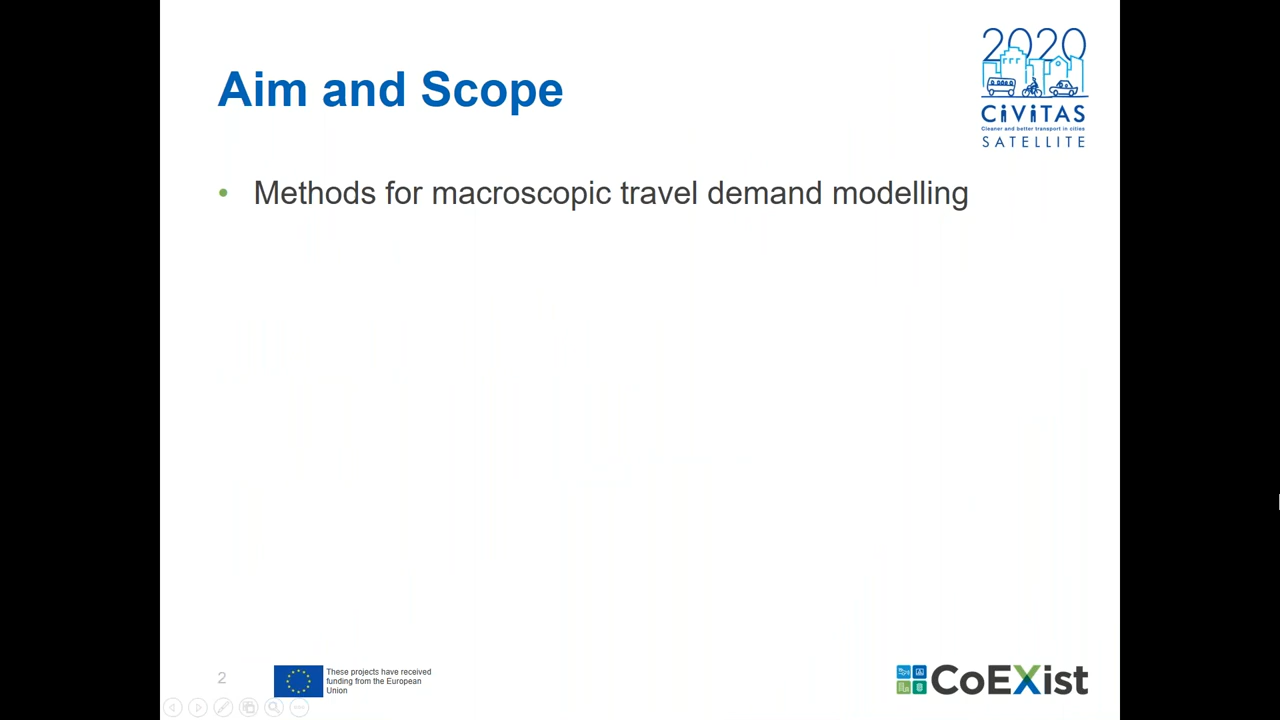 Aim and Scope
2020
CIVITAS
Cleaner and better transport in cities
SATELLITE
• Methods for macroscopic travel demand modelling
2
These projects have received
funding from the European
Union
CoEXist